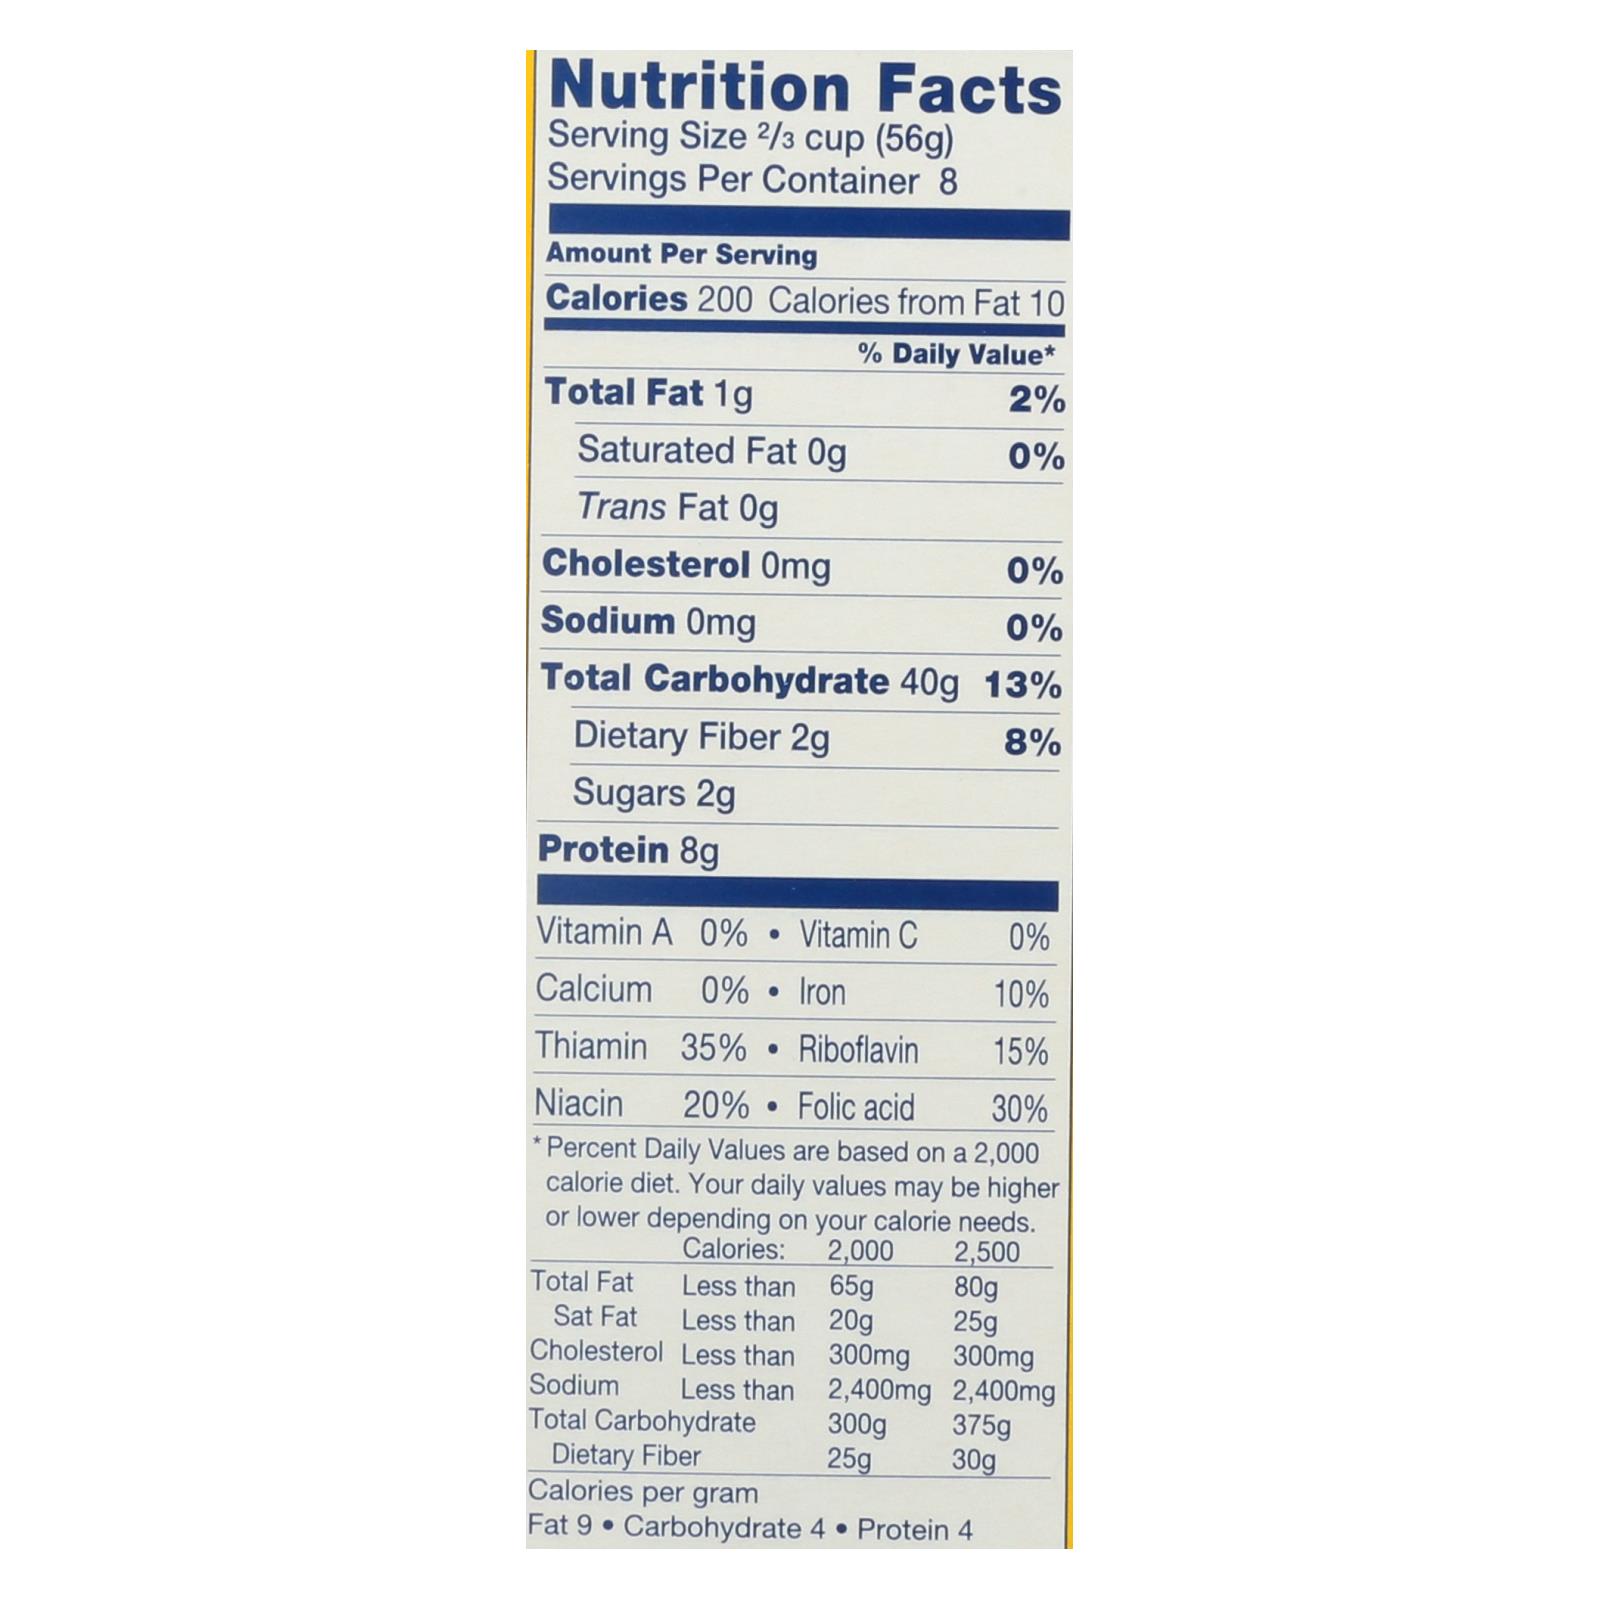 Nutrition Facts
Serving Size ²/₃ cup (56g)
Servings Per Container 8
Amount Per Serving
Calories 200 Calories from Fat 10
% Daily Value*
Total Fat 1g 2%
Saturated Fat 0g 0%
Trans Fat 0g
Cholesterol 0mg 0%
Sodium 0mg 0%
Total Carbohydrate 40g 13%
Dietary Fiber 2g 8%
Sugars 2g
Protein 8g
Vitamin A 0% • Vitamin C 0%
Calcium 0% • Iron 10%
Thiamin 35% • Riboflavin 15%
Niacin 20% • Folic acid 30%
* Percent Daily Values are based on a 2,000
calorie diet. Your daily values may be higher
or lower depending on your calorie needs.
Calories: 2,000 2,500
Total Fat Less than 65g 80g
Sat Fat Less than 20g 25g
Cholesterol Less than 300mg 300mg
Sodium Less than 2,400mg 2,400mg
Total Carbohydrate 300g 375g
Dietary Fiber 25g 30g
Calories per gram
Fat 9 • Carbohydrate 4 • Protein 4